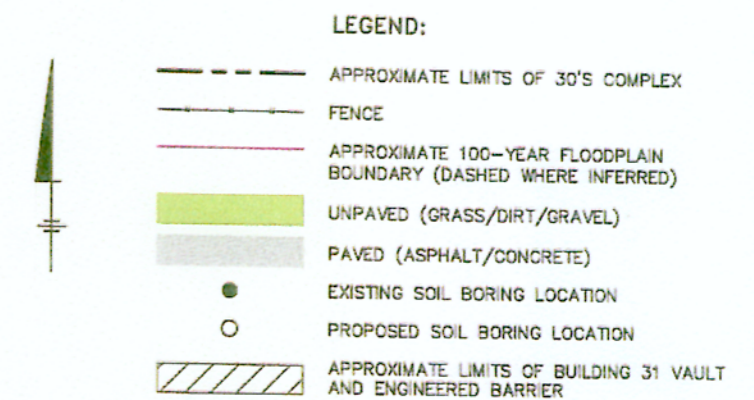 LEGEND:
APPROXIMATE LIMITS OF 30'S COMPLEX
FENCE
APPROXIMATE 100-YEAR FLOODPLAIN
BOUNDARY (DASHED WHERE INFERRED)
UNPAVED (GRASS/DIRT/GRAVEL)
PAVED (ASPHALT/CONCRETE)
EXISTING SOIL BORING LOCATION
PROPOSED SOIL BORING LOCATION
APPROXIMATE LIMITS OF BUILDING 31 VAULT
AND ENGINEERED BARRIER